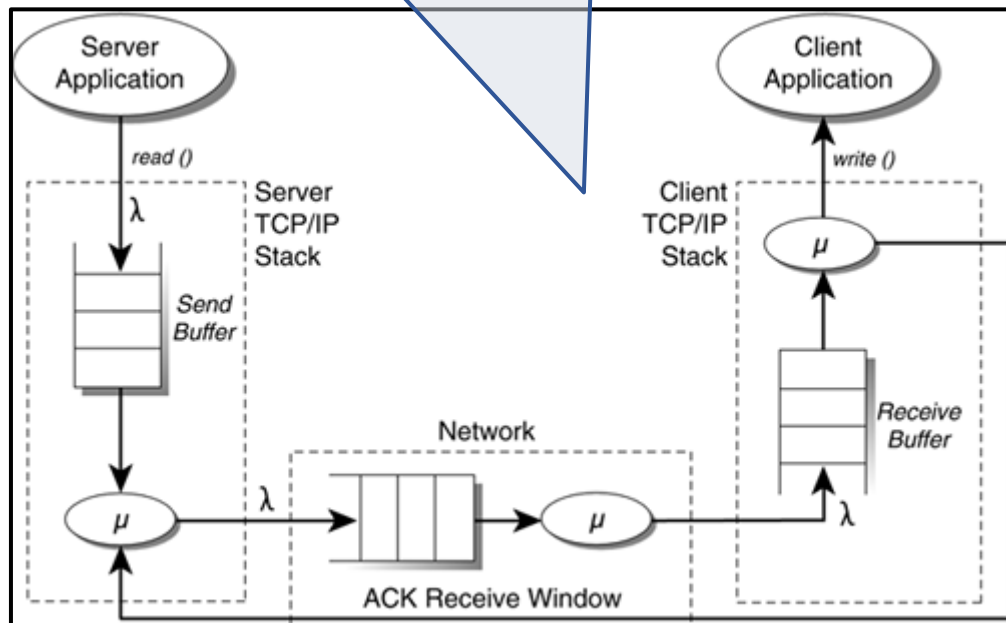 Server
Application
Client
Application
read ()
write ()
λ
Server
TCP/IP
Stack
Client
TCP/IP
Stack
μ
Send
Buffer
Receive
Buffer
Network
μ
λ
μ
λ
ACK Receive Window